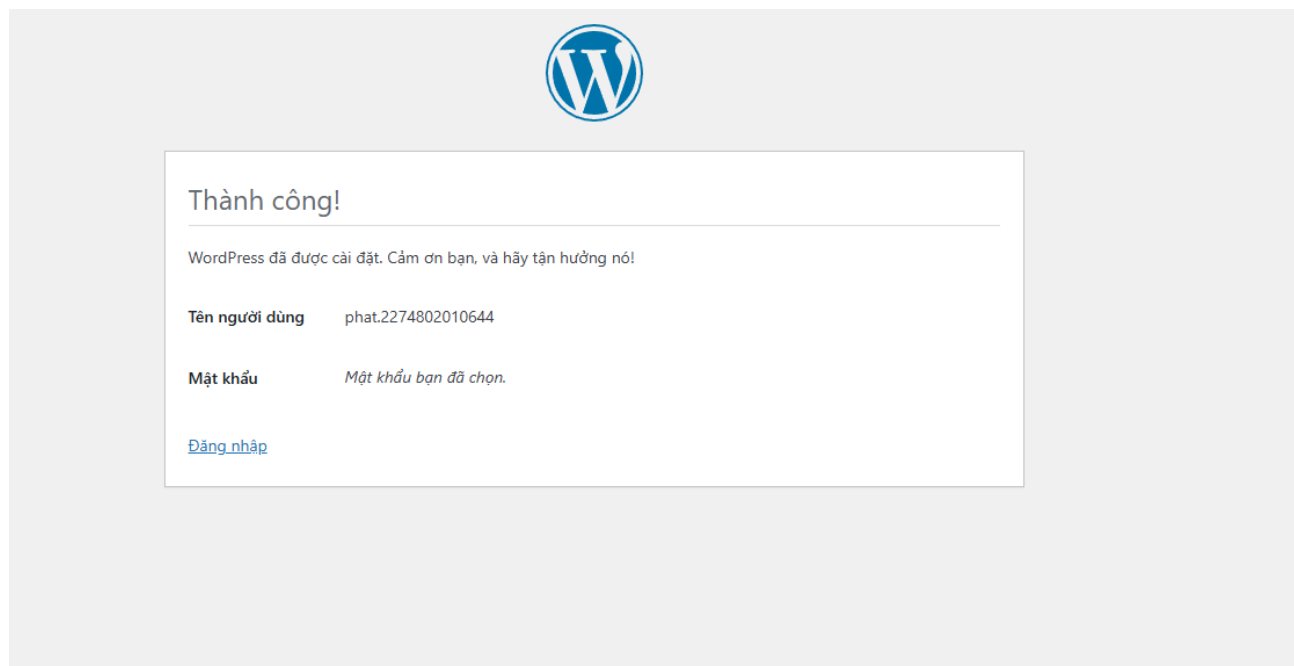 Thành công!
WordPress đã được cài đặt. Cảm ơn bạn, và hãy tận hưởng nó!
Tên người dùng phat.2274802010644
Mật khẩu Mật khẩu bạn đã chọn.
Đăng nhập